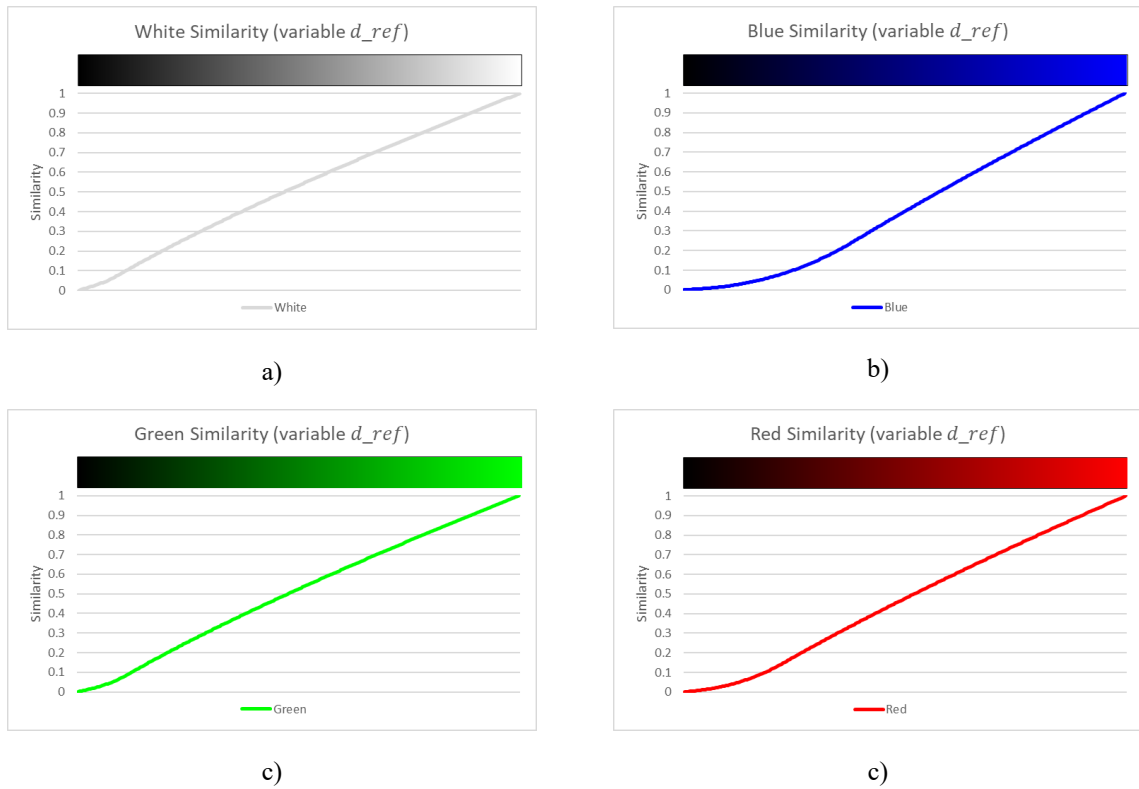 White Similarity (variable d_ref)
1
0.9
0.8
0.7
0.6
0.5
0.4
0.3
0.2
0.1
0
Similarity
White
a)
Blue Similarity (variable d_ref)
1
0.9
0.8
0.7
0.6
0.5
0.4
0.3
0.2
0.1
0
Similarity
Blue
b)
Green Similarity (variable d_ref)
1
0.9
0.8
0.7
0.6
0.5
0.4
0.3
0.2
0.1
0
Similarity
Green
c)
Red Similarity (variable d_ref)
1
0.9
0.8
0.7
0.6
0.5
0.4
0.3
0.2
0.1
0
Similarity
Red
c)